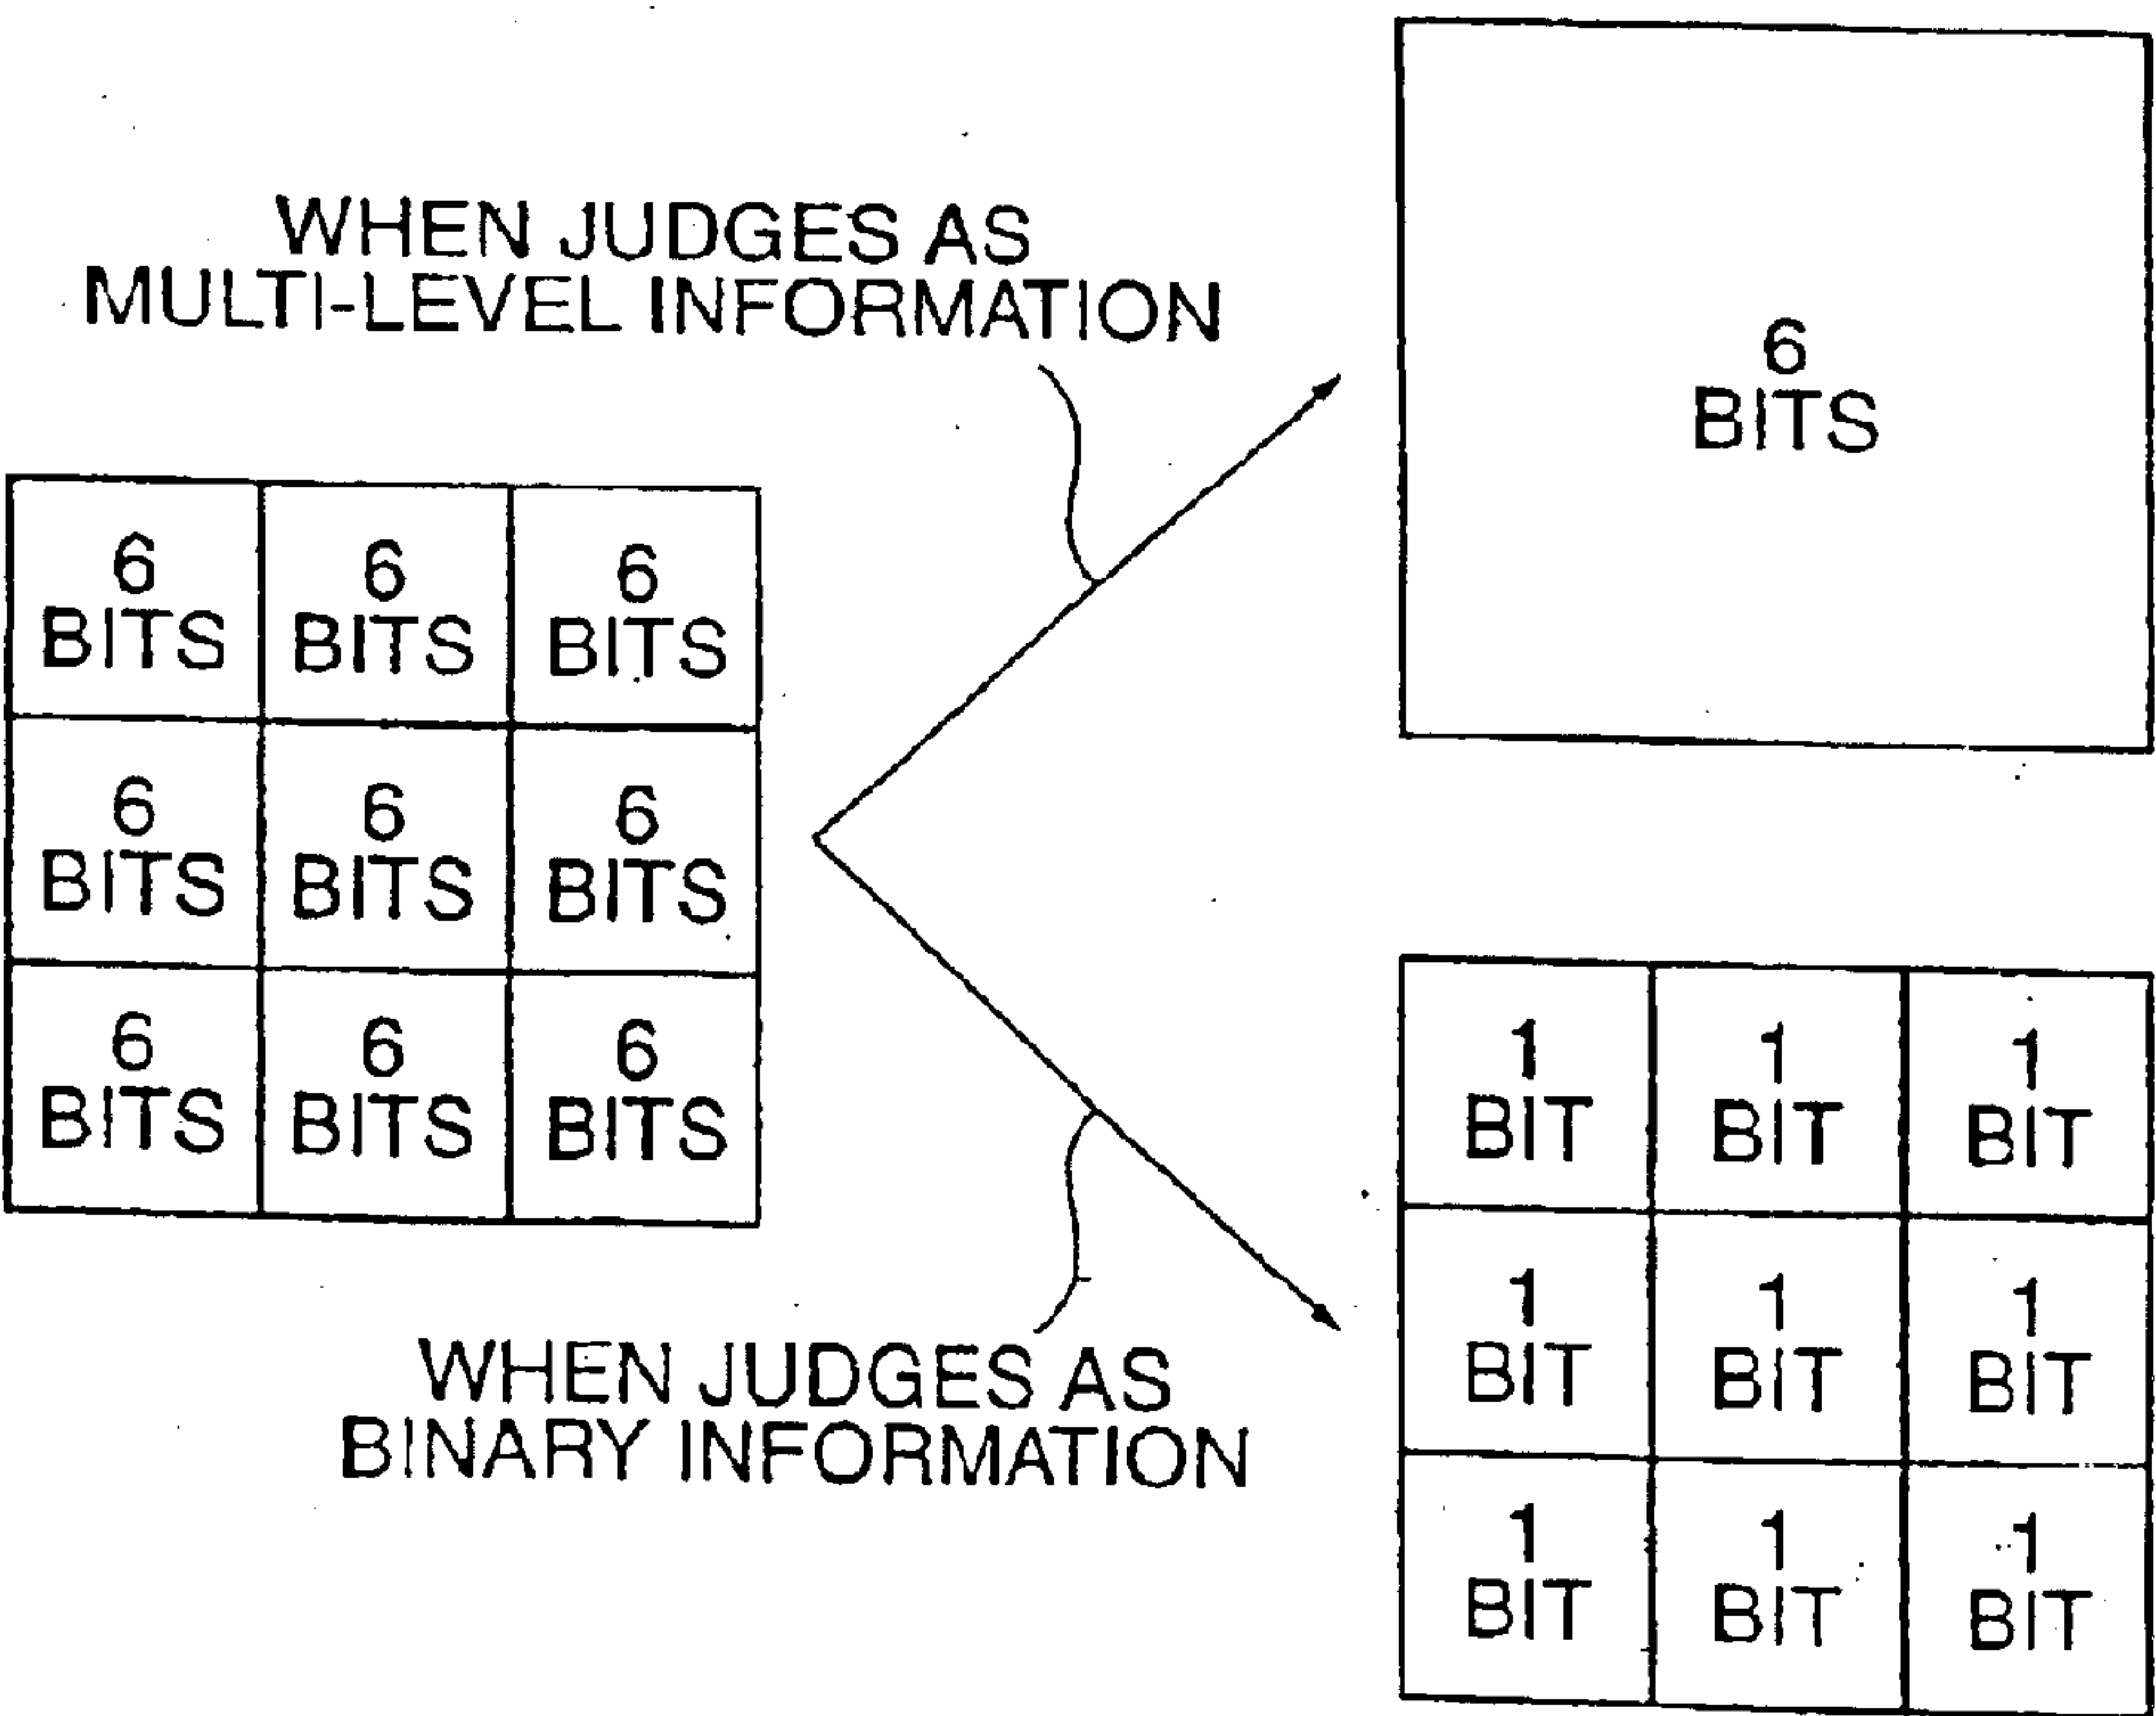 WHEN JUDGES AS
MULTI-LEVEL INFORMATION
6
BITS
6 6 6
BITS BITS BITS
6 6 6
BITS BITS BITS
6 6 6
BITS BITS BITS
1 1 1
BIT BIT BIT
1 1 1
BIT BIT BIT
1 1 1
BIT BIT BIT
WHEN JUDGES AS
BINARY INFORMATION